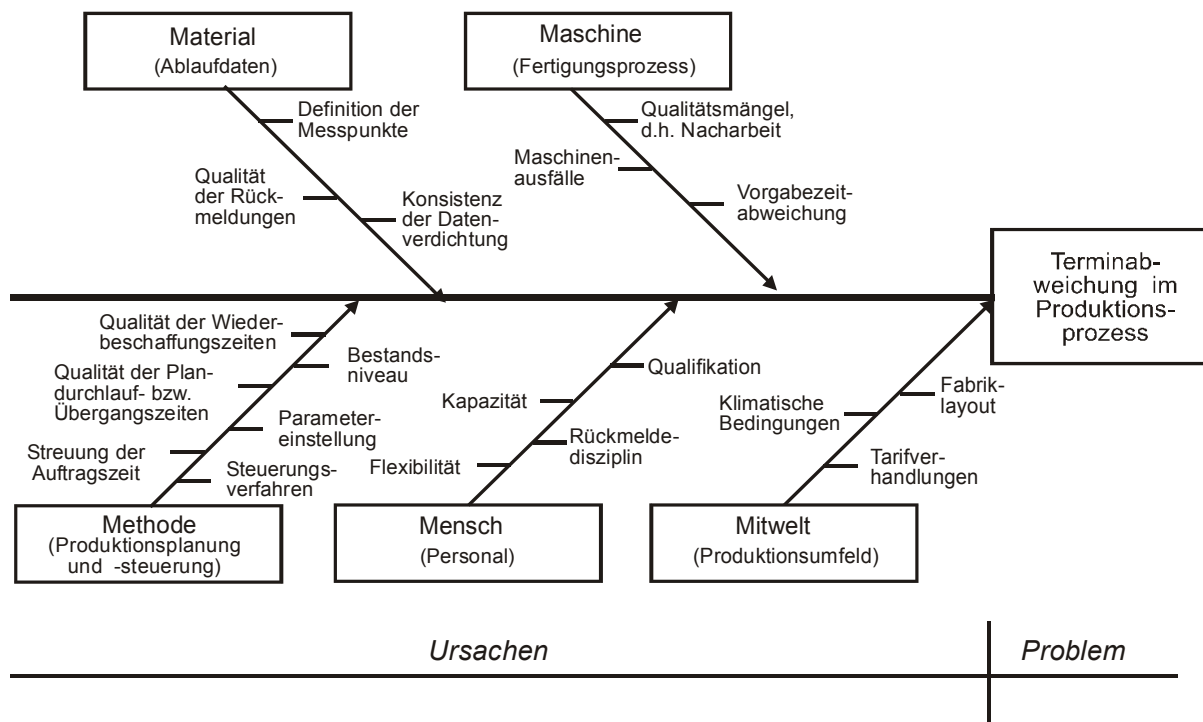 Material
(Ablaufdaten)
Maschine
(Fertigungsprozess)
Definition der
Messpunkte
Qualität
der Rück-
meldungen
Konsistenz
der Daten-
verdichtung
Qualitätsmängel,
d.h. Nacharbeit
Maschinen-
ausfälle
Vorgabezeit-
abweichung
Terminab-
weichung im
Produktions-
prozess
Qualität der Wieder-
beschaffungszeiten
Bestands-
niveau
Qualität der Plan-
durchlauf- bzw.
Übergangszeiten
Parameter-
einstellung
Streuung der
Auftragszeit
Steuerungs-
verfahren
Qualifikation
Kapazität
Rückmelde-
disziplin
Flexibilität
Fabrik-
layout
Klimatische
Bedingungen
Tarifver-
handlungen
Methode
(Produktionsplanung
und -steuerung)
Mensch
(Personal)
Mitwelt
(Produktionsumfeld)
Ursachen
Problem